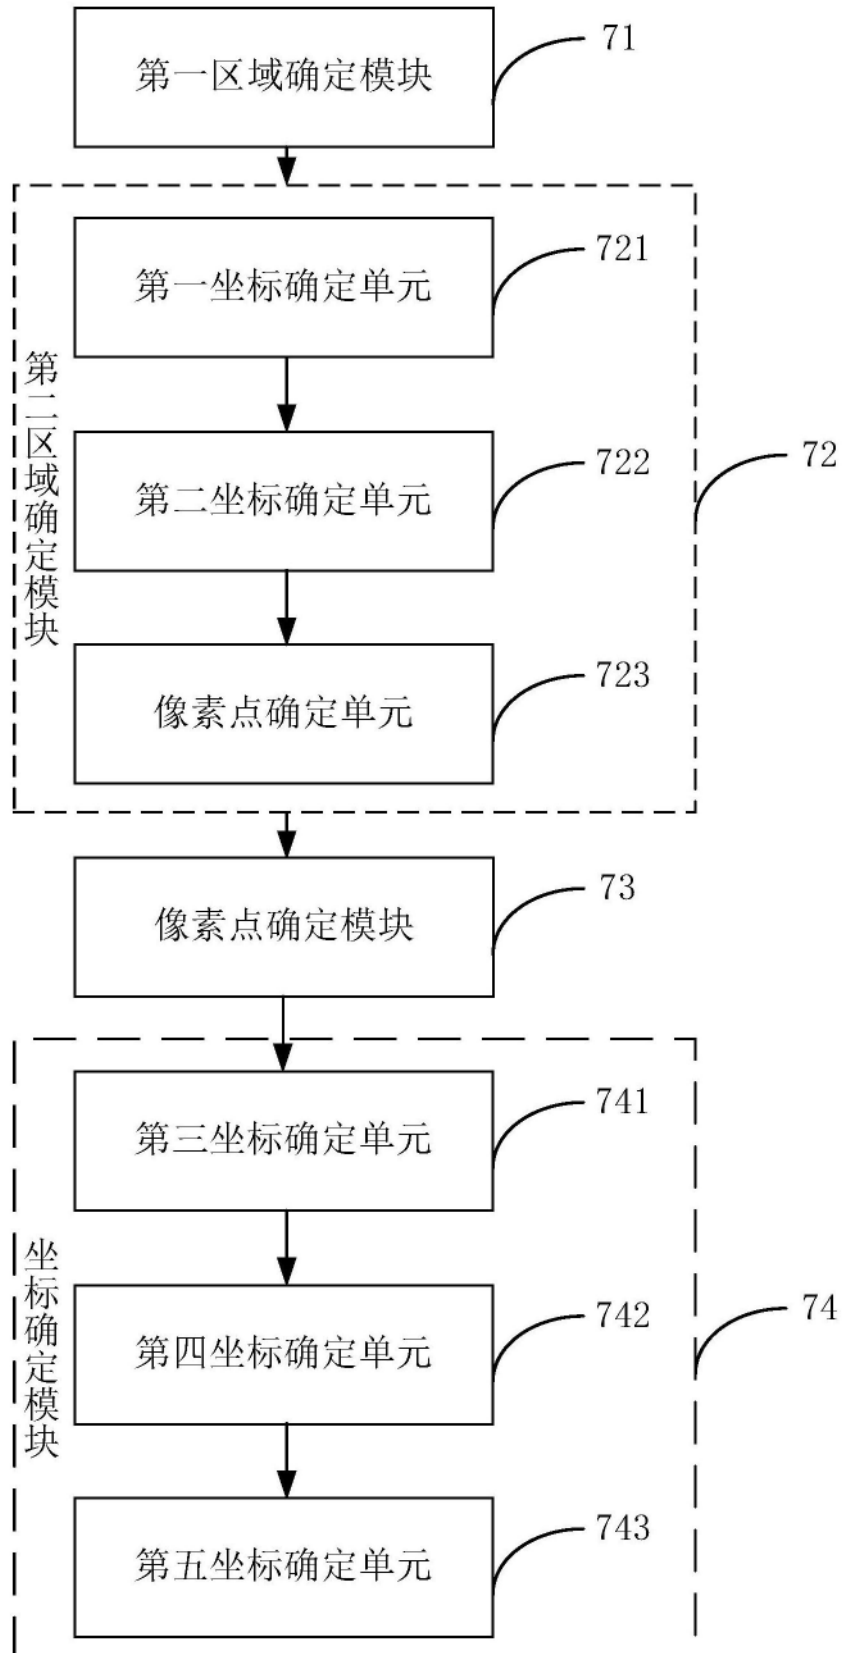 第一区域确定模块
71
第二区域确定模块
72
第一坐标确定单元
721
第二坐标确定单元
722
像素点确定单元
723
像素点确定模块
73
坐标确定模块
74
第三坐标确定单元
741
第四坐标确定单元
742
第五坐标确定单元
743